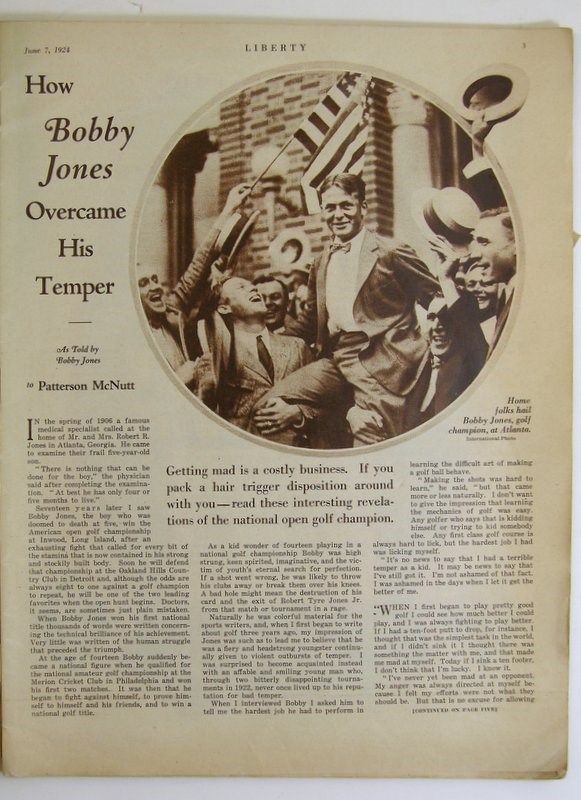 June 7, 1924
LIBERTY
5
How
Bobby
Jones
Overcame
His
Temper
As Told by
Bobby Jones
to Patterson McNutt
Home
folks hail
Bobby Jones, golf
champion, at Atlanta.
International Photo
IN the spring of 1906 a famous
medical specialist called at the
home of Mr. and Mrs. Robert R.
Jones in Atlanta, Georgia. He came
to examine their frail five-year-old
son.
"There is nothing that can be
done for the boy," the physician
said after completing the examina-
tion. "At best he has only four or
five months to live."
Seventeen years later I saw
Bobby Jones, the boy who was
doomed to death at five, win the
American open golf championship
at Inwood, Long Island, after an
exhausting fight that called for every bit of
the stamina that is now contained in his strong
and stockily built body. Soon he will defend
that championship at the Oakland Hills Coun-
try Club in Detroit and, although the odds are
always eight to one against a golf champion
to repeat, he will be one of the two leading
favorites when the open hunt begins. Doctors,
it seems, are sometimes just plain mistaken.
When Bobby Jones won his first national
title thousands of words were written concern-
ing the technical brilliance of his achievement.
Very little was written of the human struggle
that preceded the triumph.
At the age of fourteen Bobby suddenly be-
came a national figure when he qualified for
the national amateur golf championship at the
Merion Cricket Club in Philadelphia and won
his first two matches. It was then that he
began to fight against himself, to prove him-
self to himself and his friends, and to win a
national golf title.
Getting mad is a costly business. If you
pack a hair trigger disposition around
with you—read these interesting revela-
tions of the national open golf champion.
As a kid wonder of fourteen playing in a
national golf championship Bobby was high
strung, keen spirited, imaginative, and the vic-
tim of youth's eternal search for perfection.
If a shot went wrong, he was likely to throw
his clubs away or break them over his knees.
A bad hole might mean the destruction of his
card and the exit of Robert Tyre Jones Jr.
from that match or tournament in a rage.
Naturally he was colorful material for the
sports writers, and, when I first began to write
about golf three years ago, my impression of
Jones was such as to lead me to believe that he
was a fiery and headstrong youngster continu-
ally given to violent outbursts of temper. I
was surprised to become acquainted instead
with an affable and smiling young man who,
through two bitterly disappointing tourna-
ments in 1922, never once lived up to his repu-
tation for bad temper.
When I interviewed Bobby I asked him to
tell me the hardest job he had to perform in
learning the difficult art of making
a golf ball behave.
"Making the shots was hard to
learn," he said, "but that came
more or less naturally. I don't want
to give the impression that learning
the mechanics of golf was easy.
Any golfer who says that is kidding
himself or trying to kid somebody
else. Any first class golf course is
always hard to lick, but the hardest job I had
was licking myself.
"It's no news to say that I had a terrible
temper as a kid. It may be news to say that
I've still got it. I'm not ashamed of that fact.
I was ashamed in the days when I let it get the
better of me.
"WHEN I first began to play pretty good
golf I could see how much better I could
play, and I was always fighting to play better.
If I had a ten-foot putt to drop, for instance, I
thought that was the simplest task in the world,
and if I didn't sink it I thought there was
something the matter with me, and that made
me mad at myself. Today if I sink a ten footer,
I don't think that I'm lucky. I know it.
"I've never yet been mad at an opponent.
My anger was always directed at myself be-
cause I felt my efforts were not what they
should be. But that is no excuse for allowing
[CONTINUED ON PAGE FIVE]